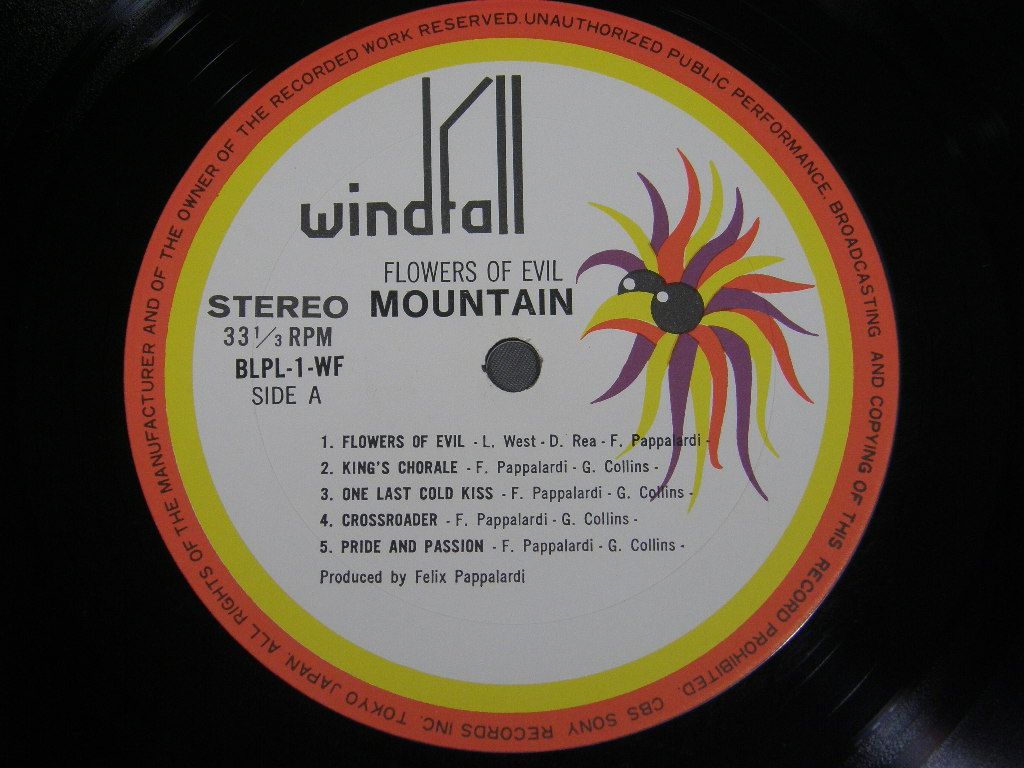 windfall
FLOWERS OF EVIL
MOUNTAIN
STEREO
33 1/3 RPM
BLPL-1-WF
SIDE A
1. FLOWERS OF EVIL - L. West - D. Rea - F. Pappalardi -
2. KING'S CHORALE - F. Pappalardi - G. Collins -
3. ONE LAST COLD KISS - F. Pappalardi - G. Collins -
4. CROSSROADER - F. Pappalardi - G. Collins -
5. PRIDE AND PASSION - F. Pappalardi - G. Collins -
Produced by Felix Pappalardi
ALL RIGHTS OF THE MANUFACTURER AND OF THE OWNER OF THE RECORDED WORK RESERVED. UNAUTHORIZED PUBLIC PERFORMANCE, BROADCASTING AND COPYING OF THIS RECORD PROHIBITED. CBS SONY RECORDS INC. TOKYO JAPAN.